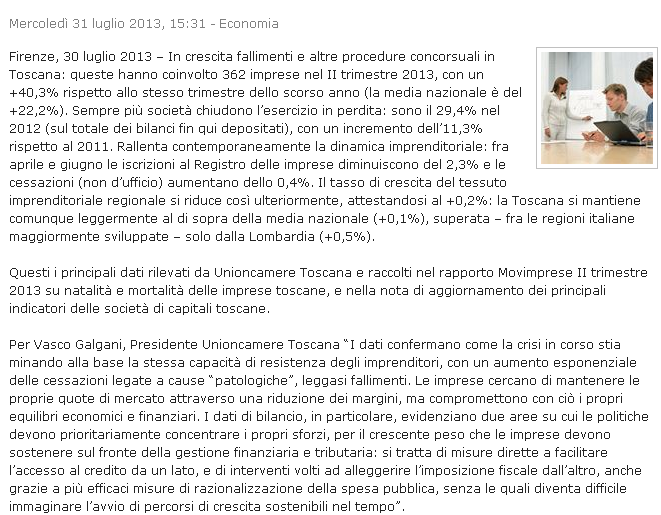 Mercoledì 31 luglio 2013, 15:31 - Economia
Firenze, 30 luglio 2013 – In crescita fallimenti e altre procedure concorsuali in
Toscana: queste hanno coinvolto 362 imprese nel II trimestre 2013, con un
+40,3% rispetto allo stesso trimestre dello scorso anno (la media nazionale è del
+22,2%). Sempre più società chiudono l’esercizio in perdita: sono il 29,4% nel
2012 (sul totale dei bilanci fin qui depositati), con un incremento dell’11,3%
rispetto al 2011. Rallenta contemporaneamente la dinamica imprenditoriale: fra
aprile e giugno le iscrizioni al Registro delle imprese diminuiscono del 2,3% e le
cessazioni (non d’ufficio) aumentano dello 0,4%. Il tasso di crescita del tessuto
imprenditoriale regionale si riduce così ulteriormente, attestandosi al +0,2%: la Toscana si mantiene
comunque leggermente al di sopra della media nazionale (+0,1%), superata – fra le regioni italiane
maggiormente sviluppate – solo dalla Lombardia (+0,5%).
Questi i principali dati rilevati da Unioncamere Toscana e raccolti nel rapporto Movimprese II trimestre
2013 su natalità e mortalità delle imprese toscane, e nella nota di aggiornamento dei principali
indicatori delle società di capitali toscane.
Per Vasco Galgani, Presidente Unioncamere Toscana “I dati confermano come la crisi in corso stia
minando alla base la stessa capacità di resistenza degli imprenditori, con un aumento esponenziale
delle cessazioni legate a cause “patologiche”, leggasi fallimenti. Le imprese cercano di mantenere le
proprie quote di mercato attraverso una riduzione dei margini, ma compromettono con ciò i propri
equilibri economici e finanziari. I dati di bilancio, in particolare, evidenziano due aree su cui le politiche
devono prioritariamente concentrare i propri sforzi, per il crescente peso che le imprese devono
sostenere sul fronte della gestione finanziaria e tributaria: si tratta di misure dirette a facilitare
l’accesso al credito da un lato, e di interventi volti ad alleggerire l’imposizione fiscale dall’altro, anche
grazie a più efficaci misure di razionalizzazione della spesa pubblica, senza le quali diventa difficile
immaginare l’avvio di percorsi di crescita sostenibili nel tempo”.